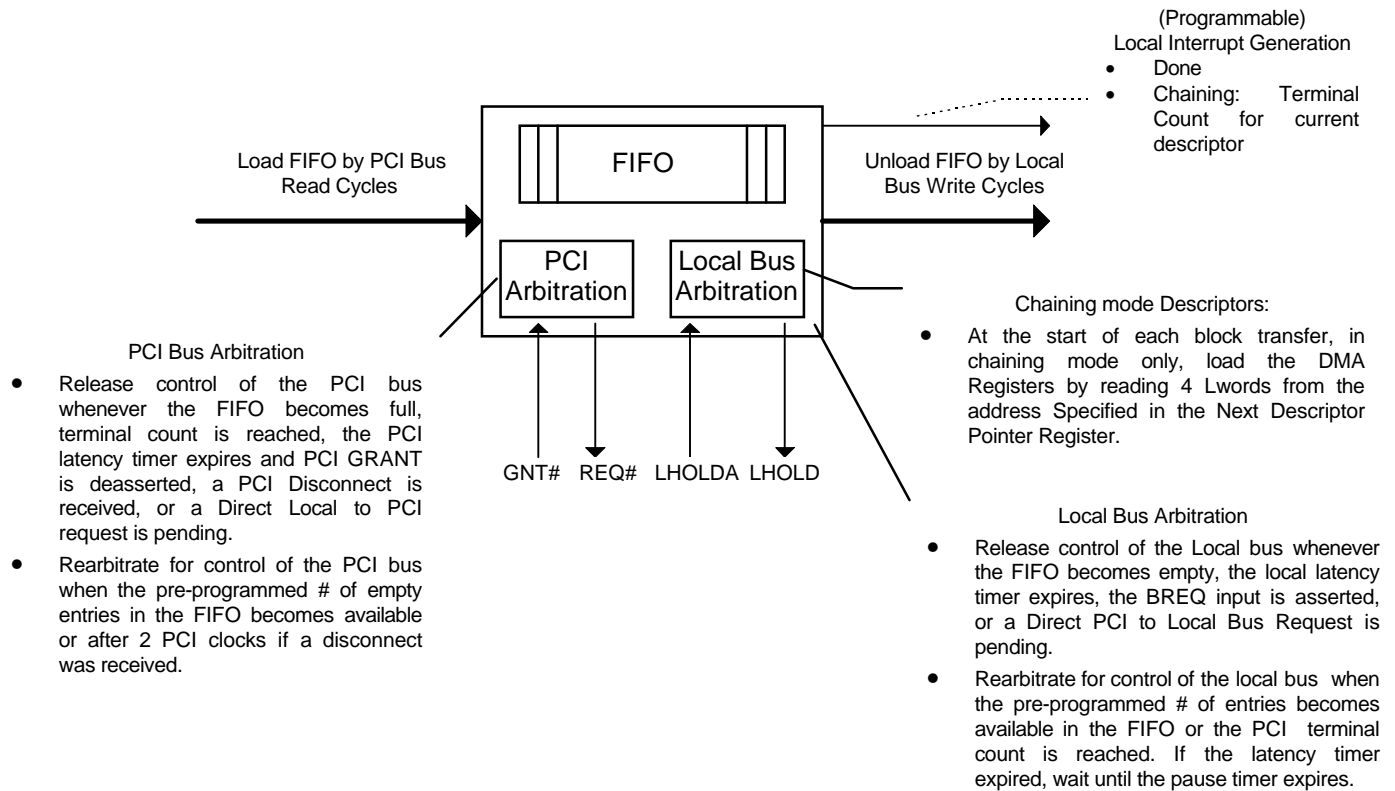 (Programmable)
Local Interrupt Generation
• Done
• Chaining: Terminal
Count for current
descriptor
Load FIFO by PCI Bus
Read Cycles
FIFO
Unload FIFO by Local
Bus Write Cycles
PCI
Arbitration
Local Bus
Arbitration
GNT# REQ# LHOLDA LHOLD
PCI Bus Arbitration
• Release control of the PCI bus
whenever the FIFO becomes full,
terminal count is reached, the PCI
latency timer expires and PCI GRANT
is deasserted, a PCI Disconnect is
received, or a Direct Local to PCI
request is pending.
• Rearbitrate for control of the PCI bus
when the pre-programmed # of empty
entries in the FIFO becomes available
or after 2 PCI clocks if a disconnect
was received.
Chaining mode Descriptors:
• At the start of each block transfer, in
chaining mode only, load the DMA
Registers by reading 4 Lwords from the
address Specified in the Next Descriptor
Pointer Register.
Local Bus Arbitration
• Release control of the Local bus whenever
the FIFO becomes empty, the local latency
timer expires, the BREQ input is asserted,
or a Direct PCI to Local Bus Request is
pending.
• Rearbitrate for control of the local bus when
the pre-programmed # of entries becomes
available in the FIFO or the PCI terminal
count is reached. If the latency timer
expired, wait until the pause timer expires.